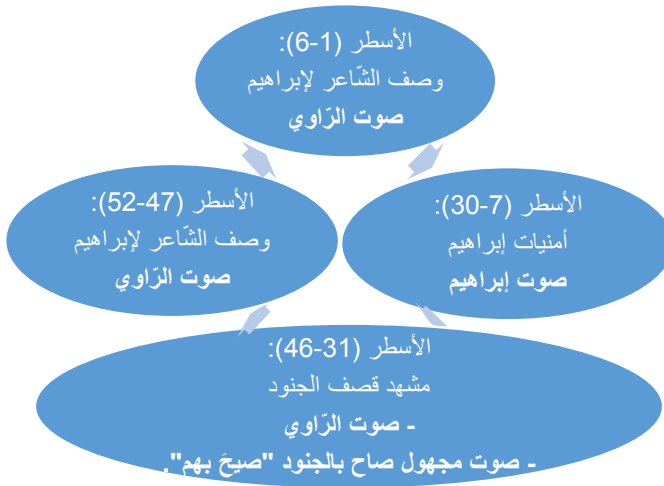 الأسطر (1-6):
وصف الشّاعر لإبراهيم
صوت الرّاوي
الأسطر (7-30):
أمنيات إبراهيم
صوت إبراهيم
الأسطر (31-46):
مشهد قصف الجنود
- صوت الرّاوي
- صوت مجهول صاح بالجنود "صيحَ بهم".
الأسطر (47-52):
وصف الشّاعر لإبراهيم
صوت الرّاوي